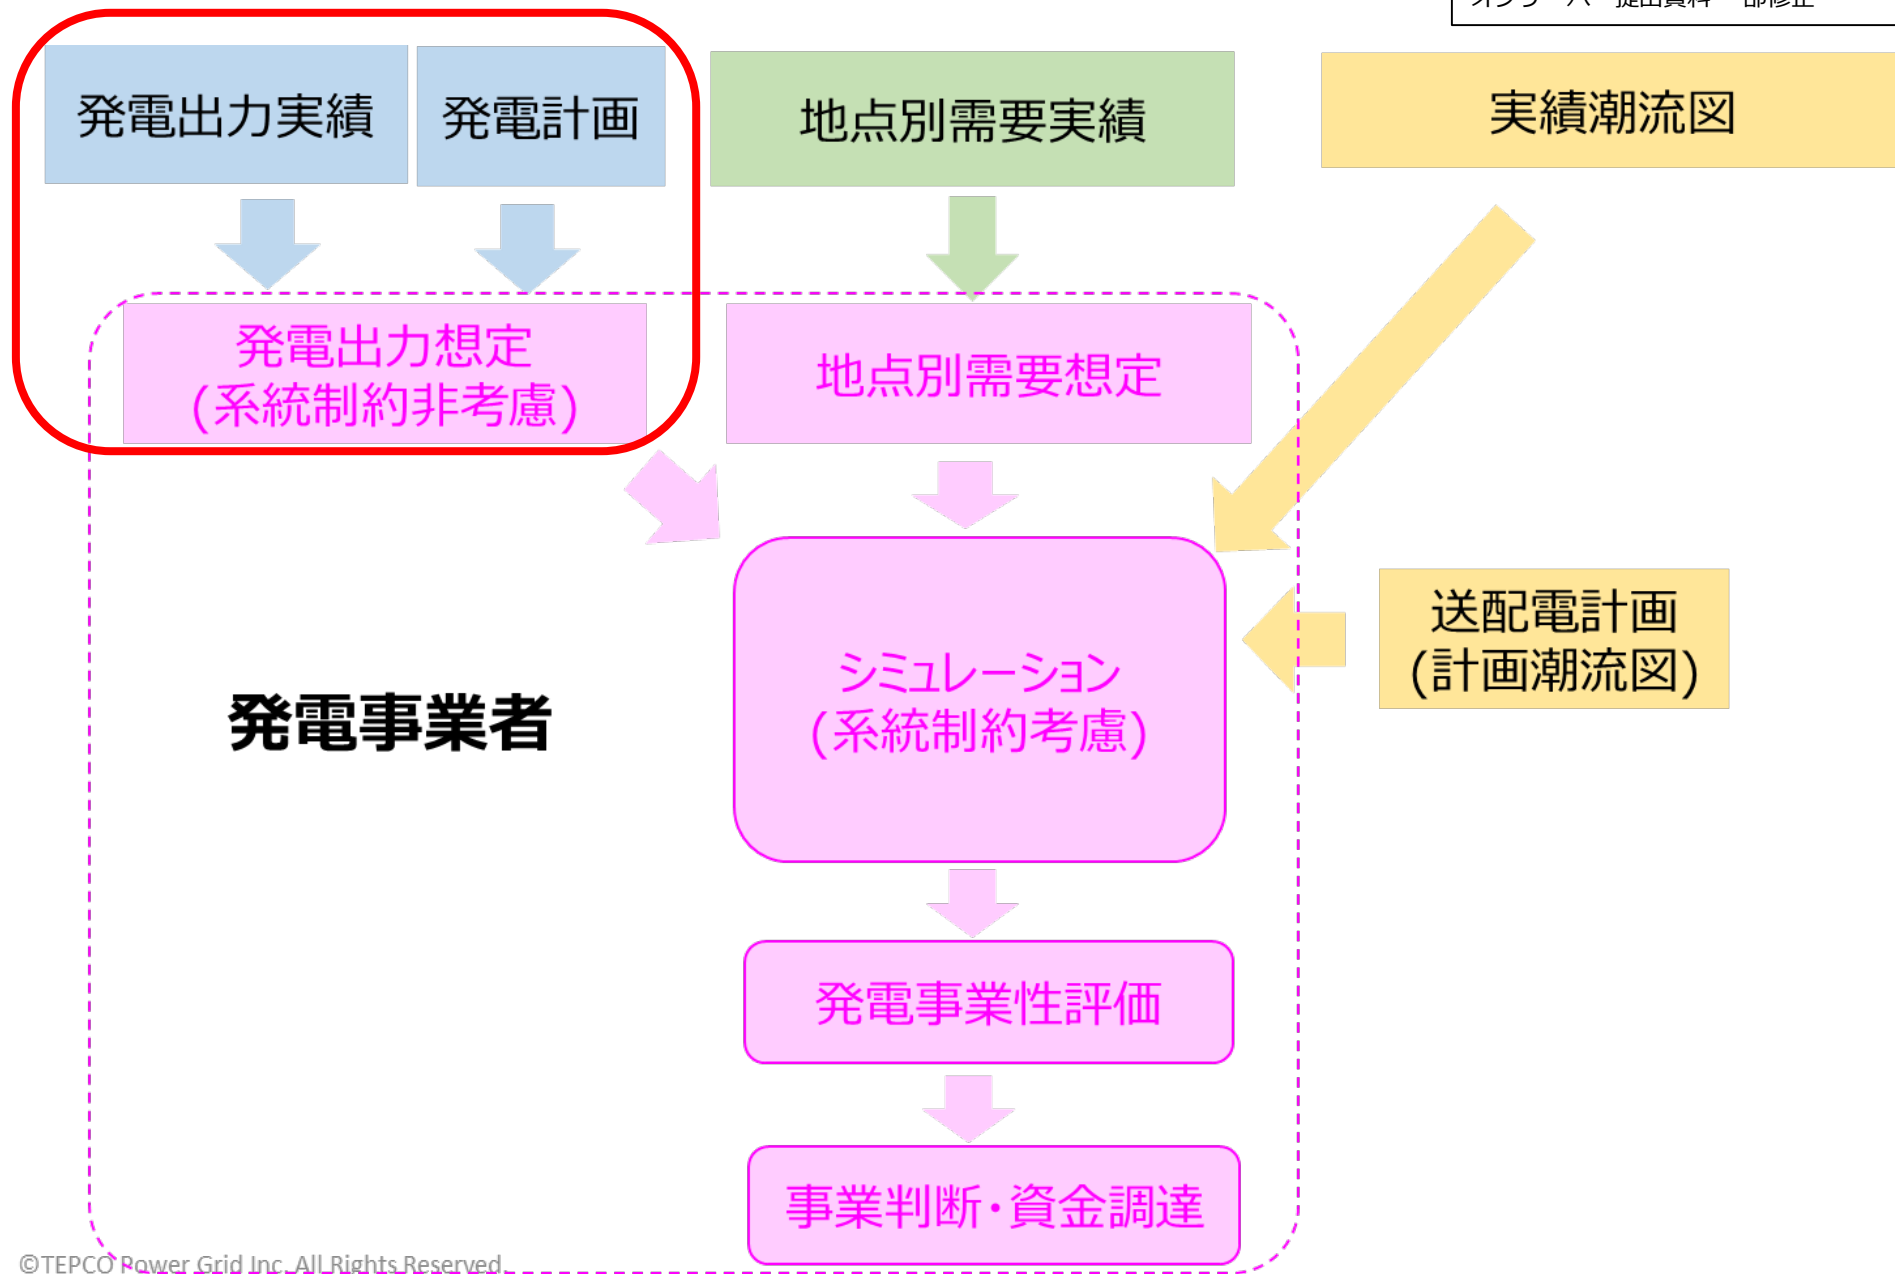 発電出力実績
発電計画
地点別需要実績
実績潮流図
発電出力想定
(系統制約非考慮)
地点別需要想定
シミュレーション
(系統制約考慮)
送配電計画
(計画潮流図)
発電事業者
発電事業性評価
事業判断・資金調達
©TEPCO Power Grid Inc. All Rights Reserved.